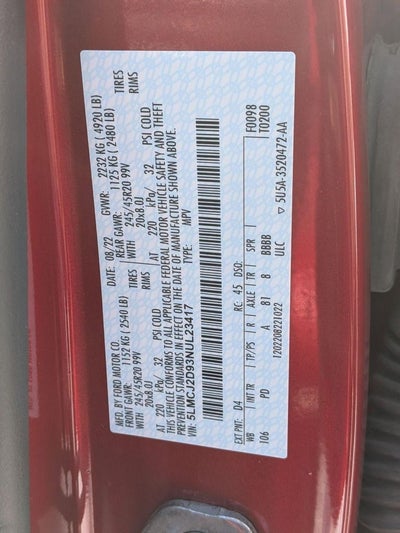 MFD. BY FORD MOTOR CO.
DATE: 08/22 GVWR: 2232 KG ( 4920 LB)
FRONT GAWR: 1152 KG ( 2540 LB) REAR GAWR: 1125 KG ( 2480 LB)
WITH 245/45R20 99V TIRES WITH 245/45R20 99V TIRES
20x8.0J RIMS 20x8.0J RIMS
AT 220 kPa/ 32 PSI COLD AT 220 kPa/ 32 PSI COLD
THIS VEHICLE CONFORMS TO ALL APPLICABLE FEDERAL MOTOR VEHICLE SAFETY AND THEFT
PREVENTION STANDARDS IN EFFECT ON THE DATE OF MANUFACTURE SHOWN ABOVE.
VIN: 5LMCJ2D93NUL23417 TYPE: MPV
F0098
T0200
EXT PNT: D4 RC: 45 DSO:
WB INT TR TP/PS R AXLE TR SPR
106 PD A 81 B BBBB
1202208221022 ULC 5U5A-3520472-AA